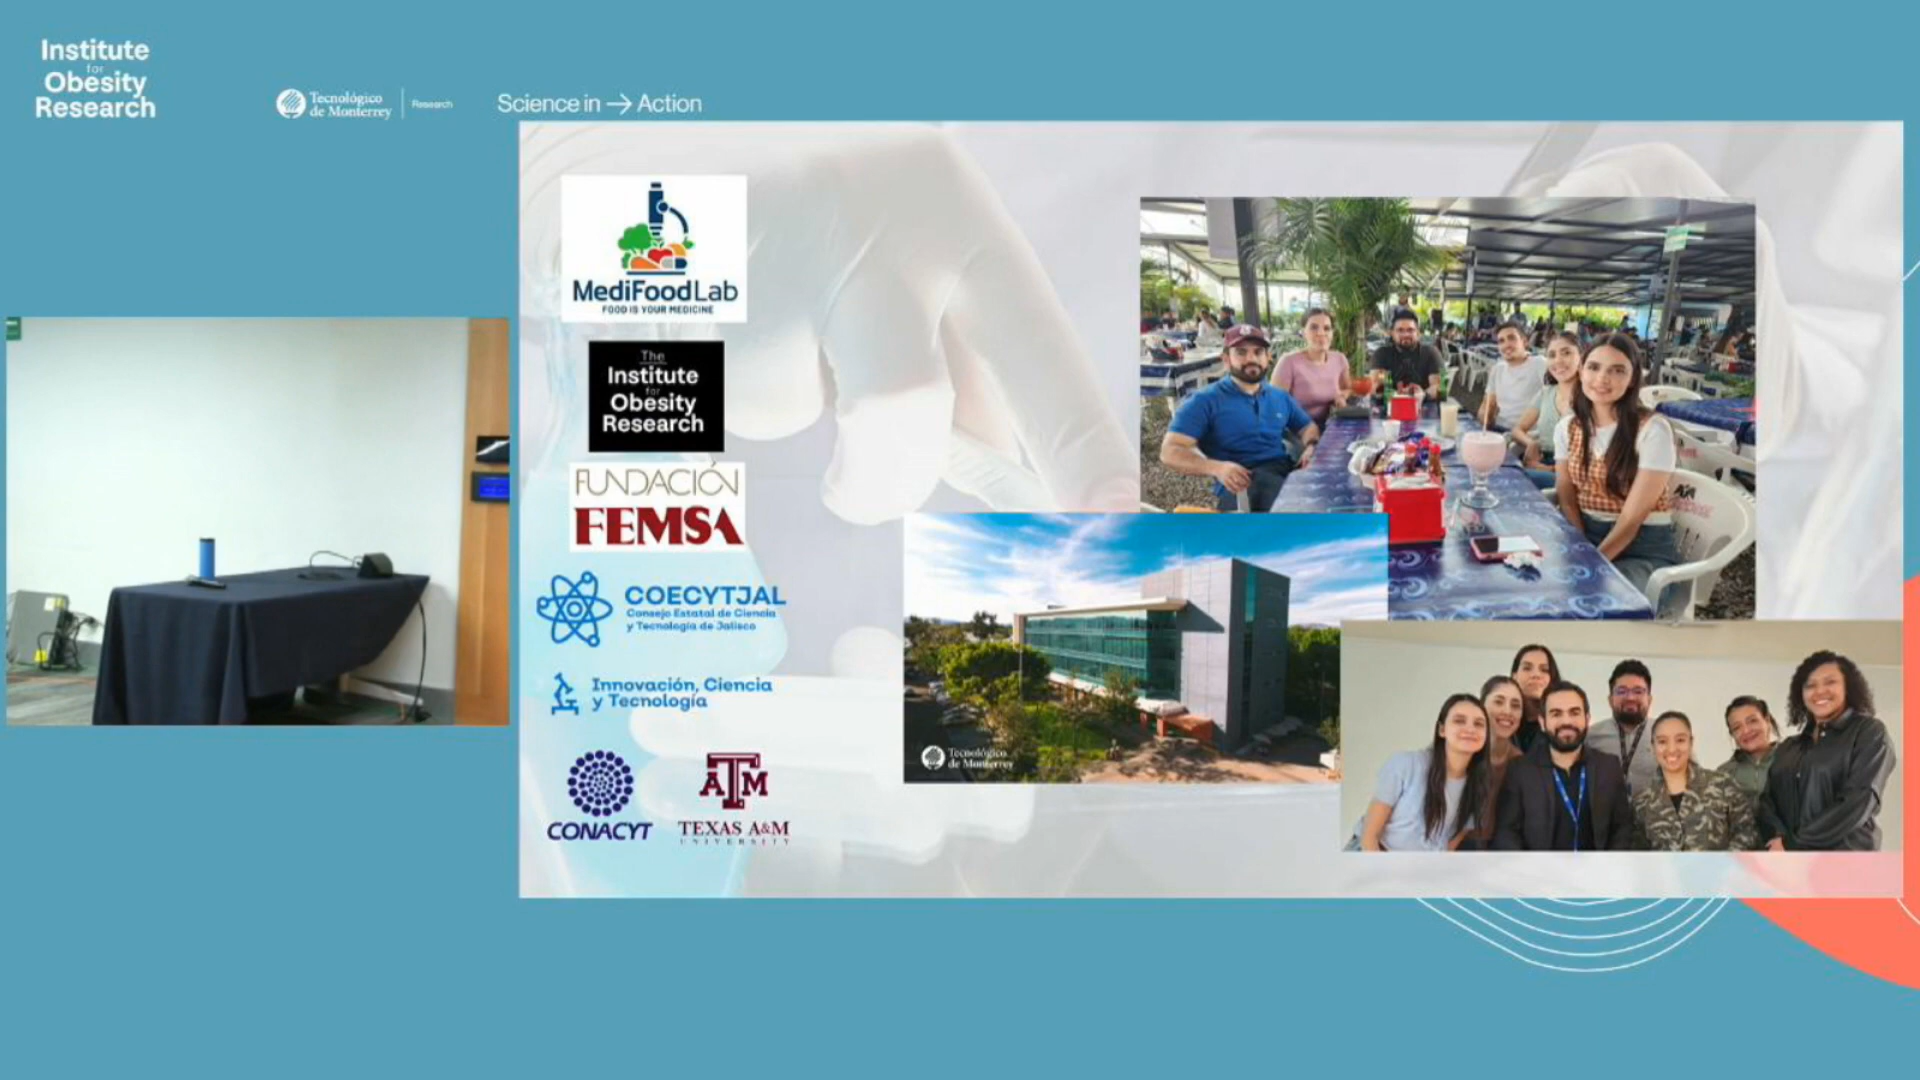 Institute
for
Obesity
Research
Tecnológico
de Monterrey
Research
Science in → Action
MediFoodLab
FOOD IS YOUR MEDICINE
The
Institute
for
Obesity
Research
FUNDACIÓN
FEMSA
COECYTJAL
Consejo Estatal de Ciencia
y Tecnología de Jalisco
Innovación, Ciencia
y Tecnología
CONACYT
ATM
TEXAS A&M
UNIVERSITY
Tecnológico
de Monterrey